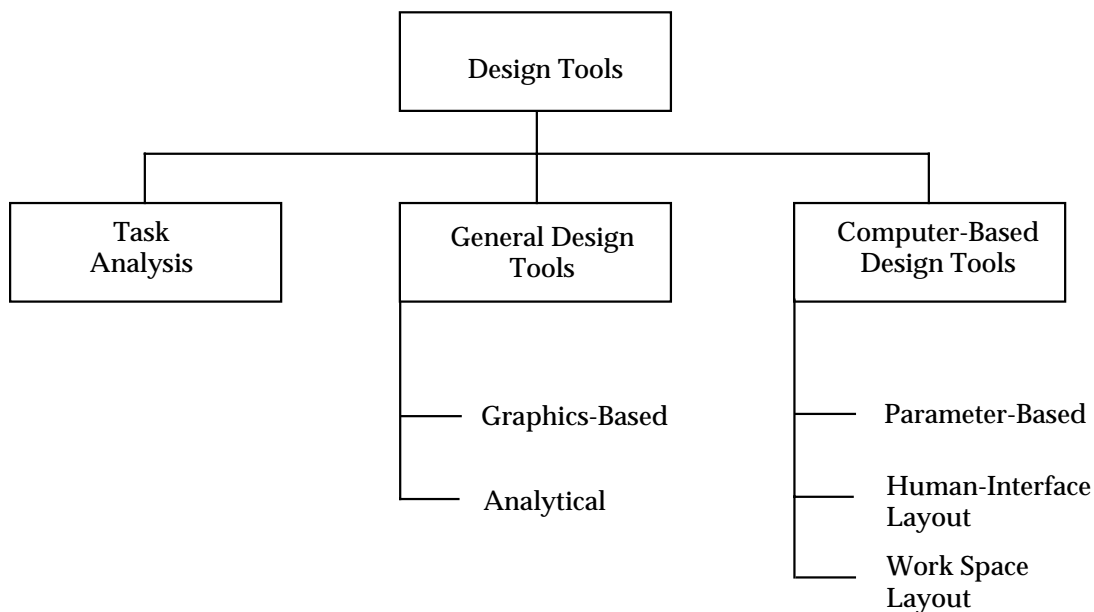 Design Tools
Task
Analysis
General Design
Tools
Computer-Based
Design Tools
Graphics-Based
Analytical
Parameter-Based
Human-Interface
Layout
Work Space
Layout